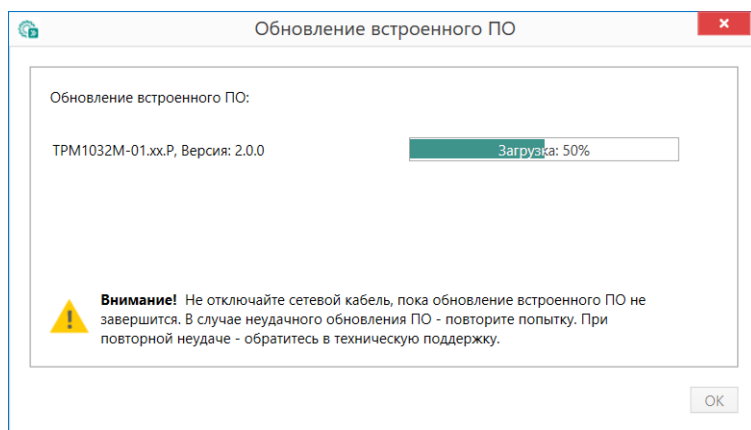 Обновление встроенного ПО
Обновление встроенного ПО:
ТРМ1032М-01.хх.Р, Версия: 2.0.0
Загрузка: 50%
Внимание! Не отключайте сетевой кабель, пока обновление встроенного ПО не
завершится. В случае неудачного обновления ПО - повторите попытку. При
повторной неудаче - обратитесь в техническую поддержку.
ОК